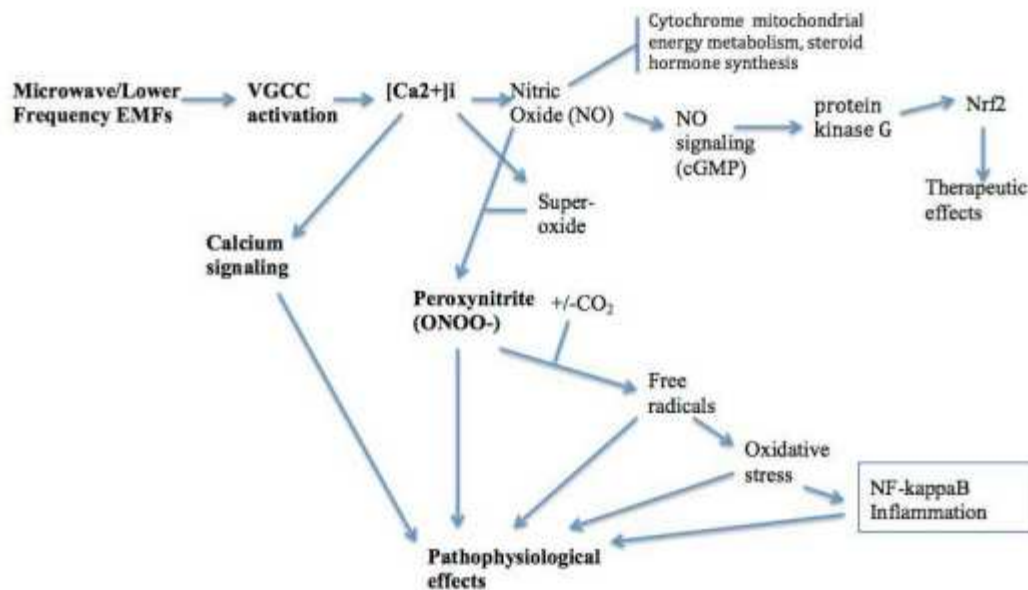 Cytochrome mitochondrial
energy metabolism, steroid
hormone synthesis
Microwave/Lower
Frequency EMFs
VGCC
activation
[Ca2+]i
Nitric
Oxide (NO)
NO
signaling
(cGMP)
protein
kinase G
Nrf2
Therapeutic
effects
Super-
oxide
Calcium
signaling
Peroxynitrite
(ONOO-)
+/-CO₂
Free
radicals
Oxidative
stress
NF-kappaB
Inflammation
Pathophysiological
effects